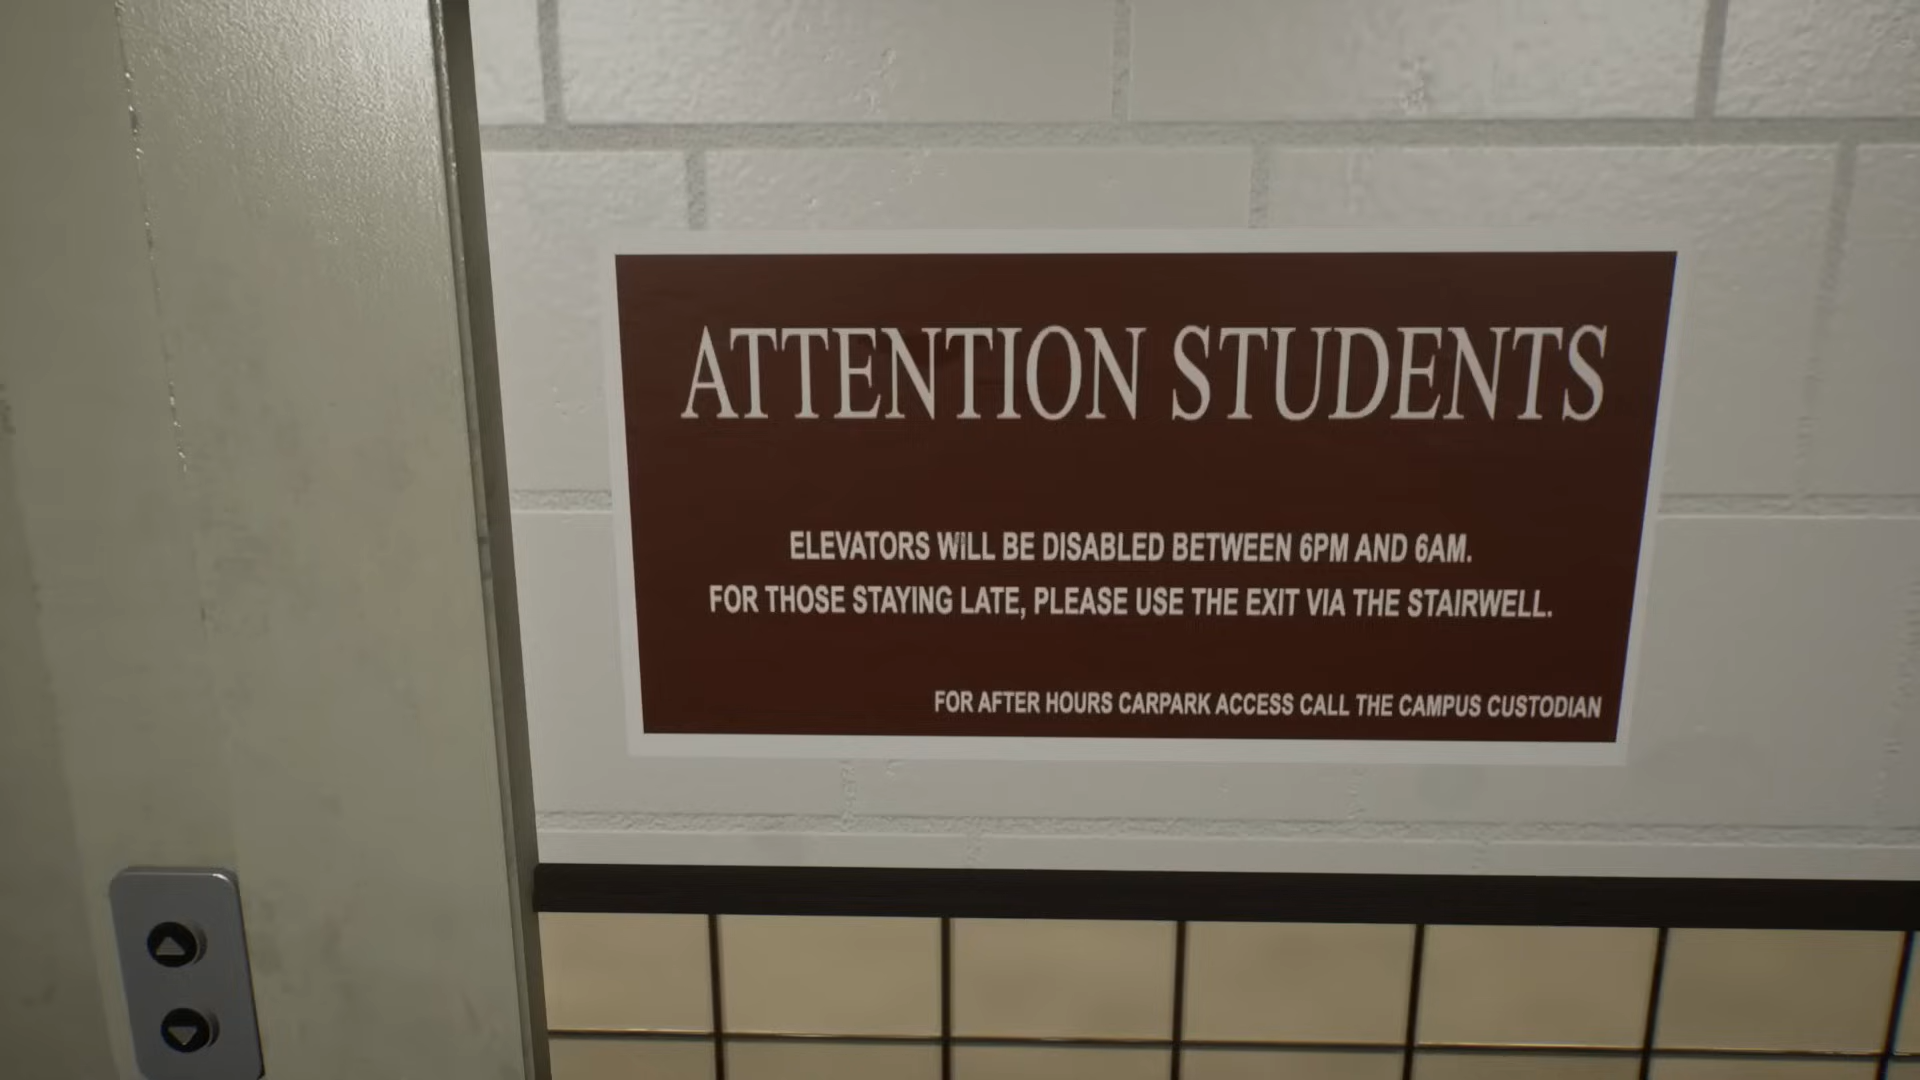 ATTENTION STUDENTS
ELEVATORS WILL BE DISABLED BETWEEN 6PM AND 6AM.
FOR THOSE STAYING LATE, PLEASE USE THE EXIT VIA THE STAIRWELL.
FOR AFTER HOURS CARPARK ACCESS CALL THE CAMPUS CUSTODIAN